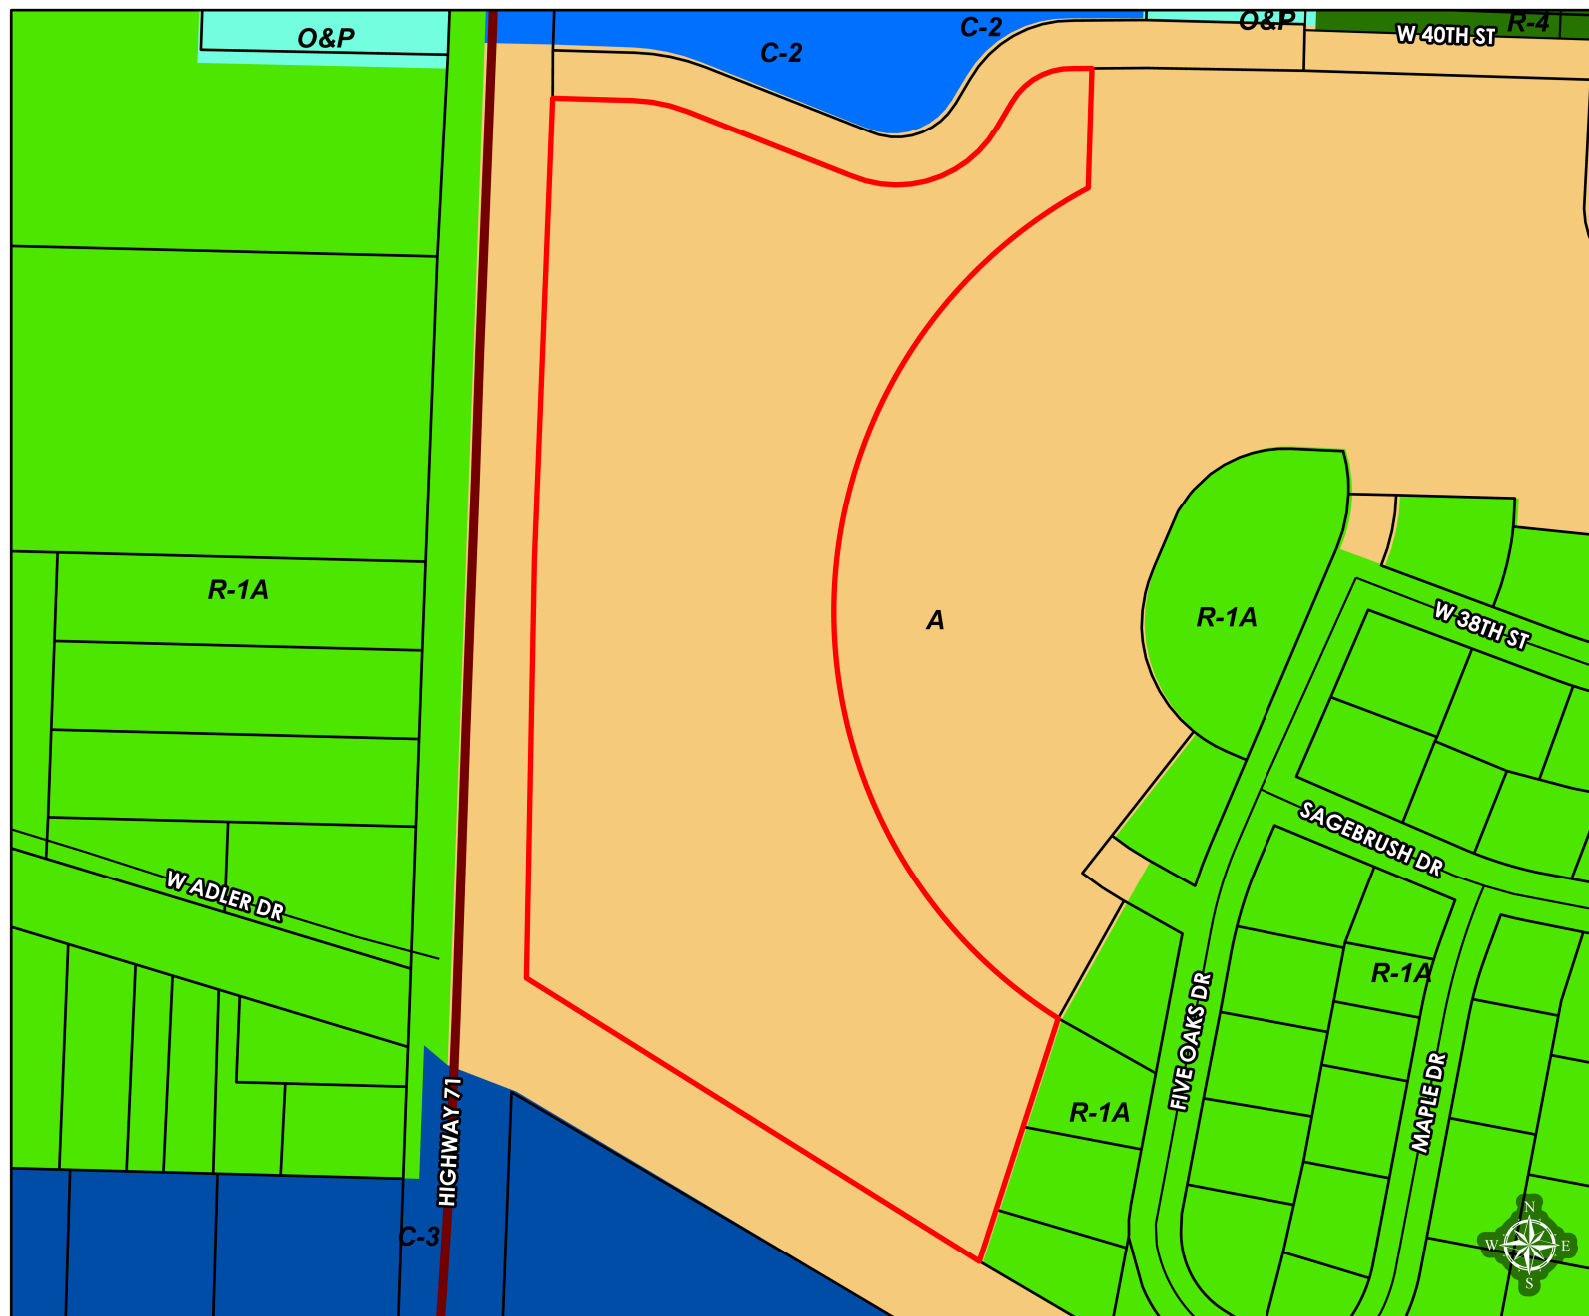 O&P
C-2
C-2
O&P
R-4
W 40TH ST
R-1A
A
R-1A
W 38TH ST
SAGEBRUSH DR
W ADLER DR
R-1A
FIVE OAKS DR
MAPLE DR
R-1A
HIGHWAY 71
C-3
N
W
E
S